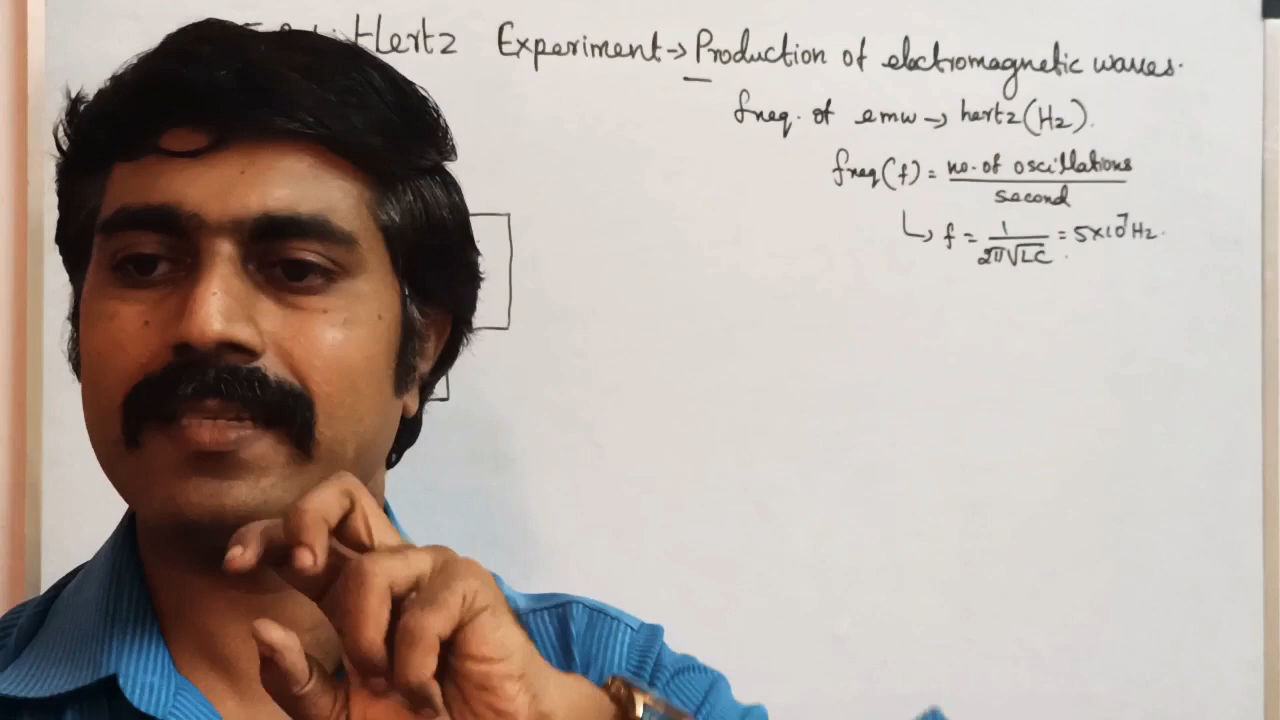 Hertz Experiment → Production of electromagnetic waves.
freq. of emw → hertz (Hz).
freq (f) = no. of oscillations / second
↳ f = 1 / 2π√LC = 5×10⁷ Hz.